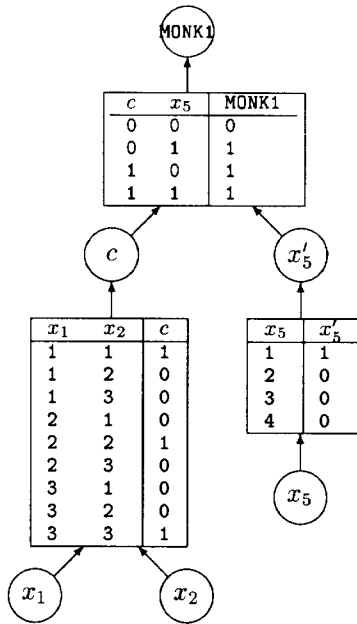 MONK1
c x₅ MONK1
0 0 0
0 1 1
1 0 1
1 1 1
c x₅′
x₁ x₂ c
1 1 1
1 2 0
1 3 0
2 1 0
2 2 1
2 3 0
3 1 0
3 2 0
3 3 1
x₅ x₅′
1 1
2 0
3 0
4 0
x₅
x₁ x₂